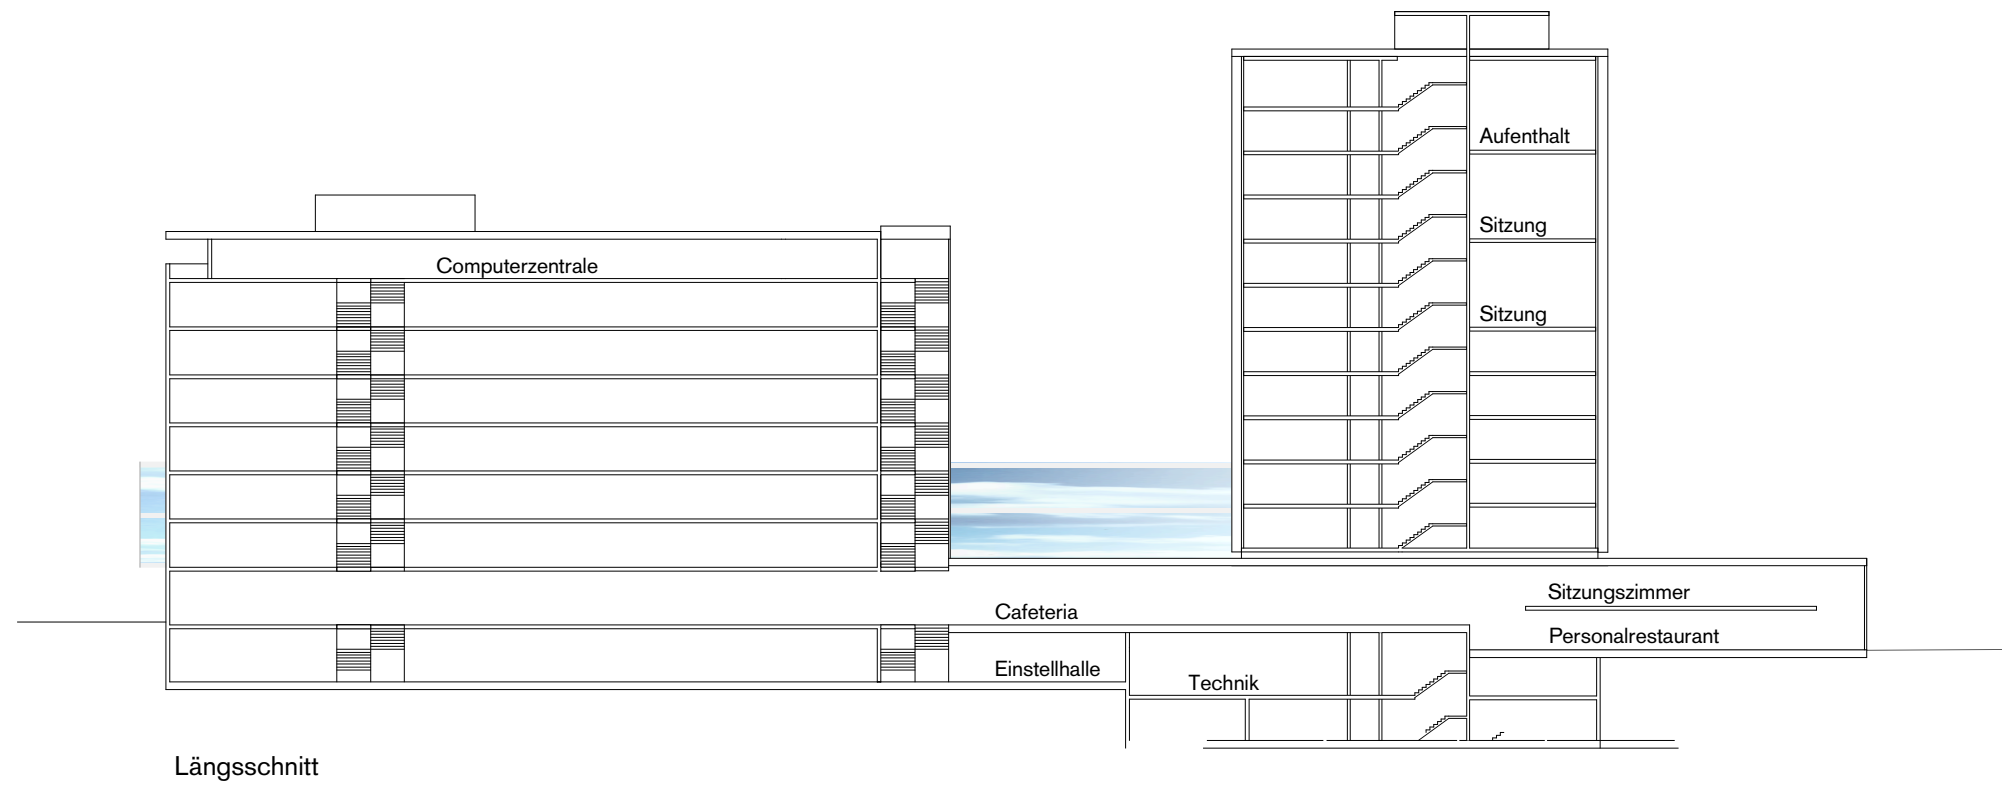 Aufenthalt
Sitzung
Computerzentrale
Sitzung
Sitzungszimmer
Cafeteria
Personalrestaurant
Einstellhalle
Technik
Längsschnitt